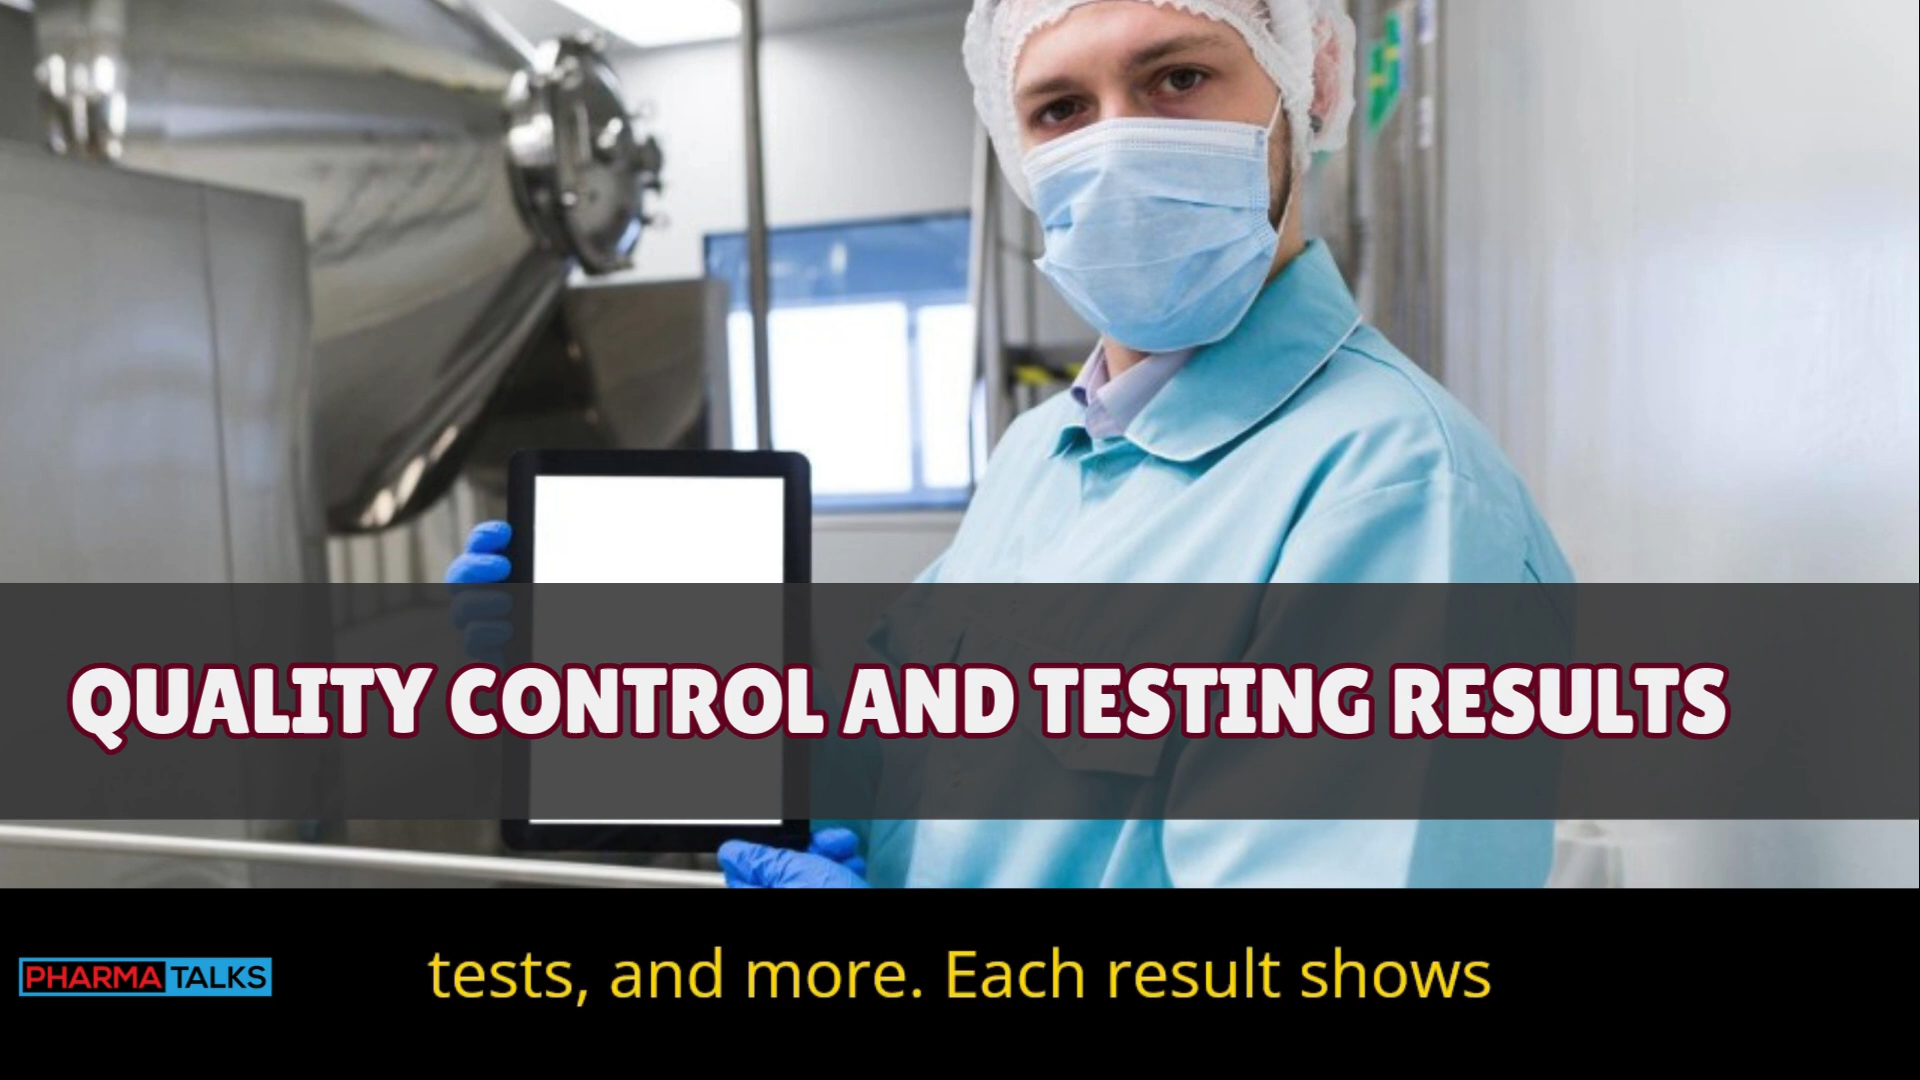 QUALITY CONTROL AND TESTING RESULTS
PHARMA TALKS
tests, and more. Each result shows